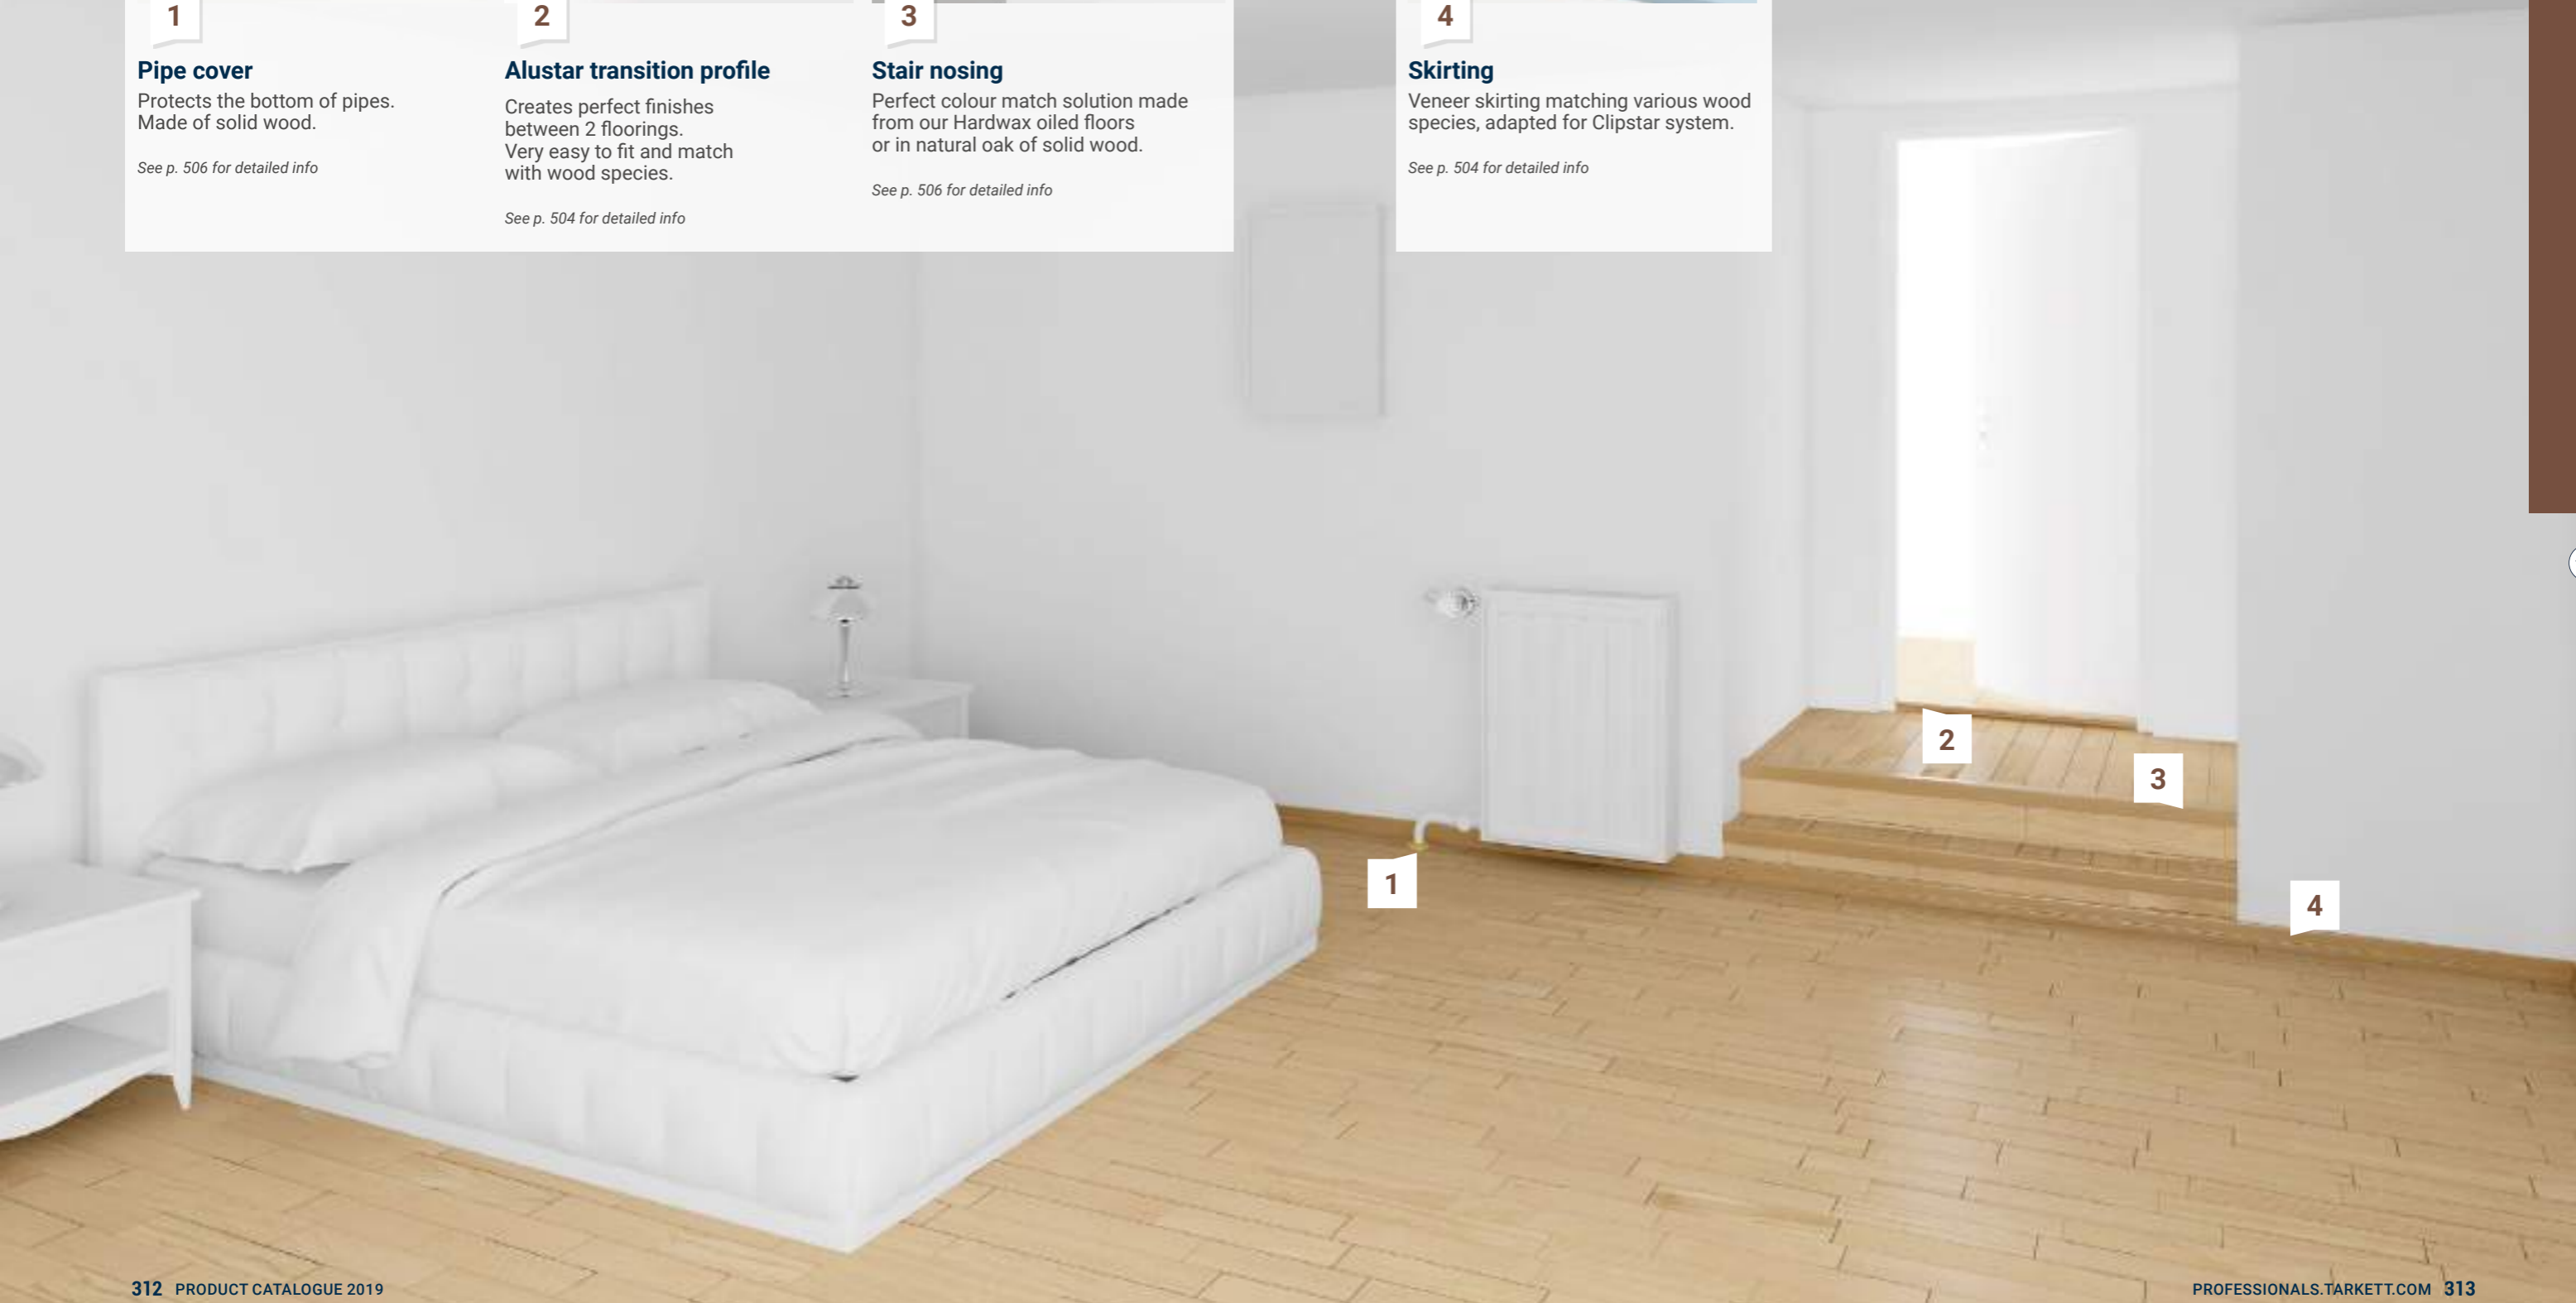 1
Pipe cover
Protects the bottom of pipes.
Made of solid wood.
See p. 506 for detailed info
2
Alustar transition profile
Creates perfect finishes
between 2 floorings.
Very easy to fit and match
with wood species.
See p. 504 for detailed info
3
Stair nosing
Perfect colour match solution made
from our Hardwax oiled floors
or in natural oak of solid wood.
See p. 506 for detailed info
4
Skirting
Veneer skirting matching various wood
species, adapted for Clipstar system.
See p. 504 for detailed info
2
3
1
4
312 PRODUCT CATALOGUE 2019
PROFESSIONALS.TARKETT.COM 313